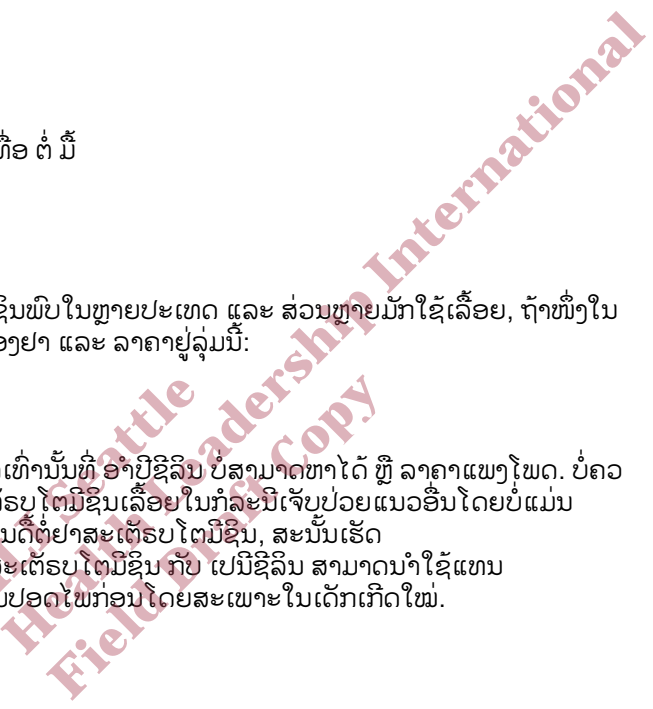 ທື່ອ ຕໍ່ ມື້
ຊິນພົບໃນຫຼາຍປະເທດ ແລະ ສ່ວນຫຼາຍມັກໃຊ້ເລື້ອຍ, ຖ້າໜຶ່ງໃນ
ອງຢາ ແລະ ລາຄາຢູ່ລຸ່ມນີ້:
ເທົ່ານັ້ນທີ່ ອຳປີຊີລິນ ບໍ່ສາມາດຫາໄດ້ ຫຼື ລາຄາແພງໂພດ. ບໍ່ຄວ
ຕັຣບໂຕມີຊິນເລື້ອຍໃນກໍລະນີເຈັບປ່ວຍແນວອື່ນໂດຍບໍ່ແມ່ນ
ນດື້ຕໍ່ຢາສະເຕັຣບໂຕມີຊິນ, ສະນັ້ນເຮັດ
ສະເຕັຣບໂຕມີຊິນ ກັບ ເປນີຊີລິນ ສາມາດນຳໃຊ້ແທນ
ບປອດໄພກ່ອນໂດຍສະເພາະໃນເດັກເກີດໃໝ່.
Seattle
Health Leadership International
Field Draft Copy